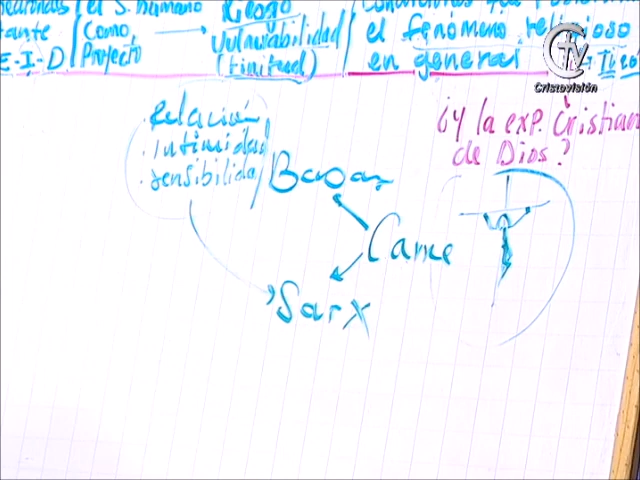 el S. humano
Como
Proyecto
E-I-D
Riesgo
Vulnerabilidad
(finitud)
el fenómeno religioso
en general
Cristovisión
¿Y la exp. Cristiana
de Dios?
. Relación
. intimidad
. sensibilidad
Basar
Carne
Sarx